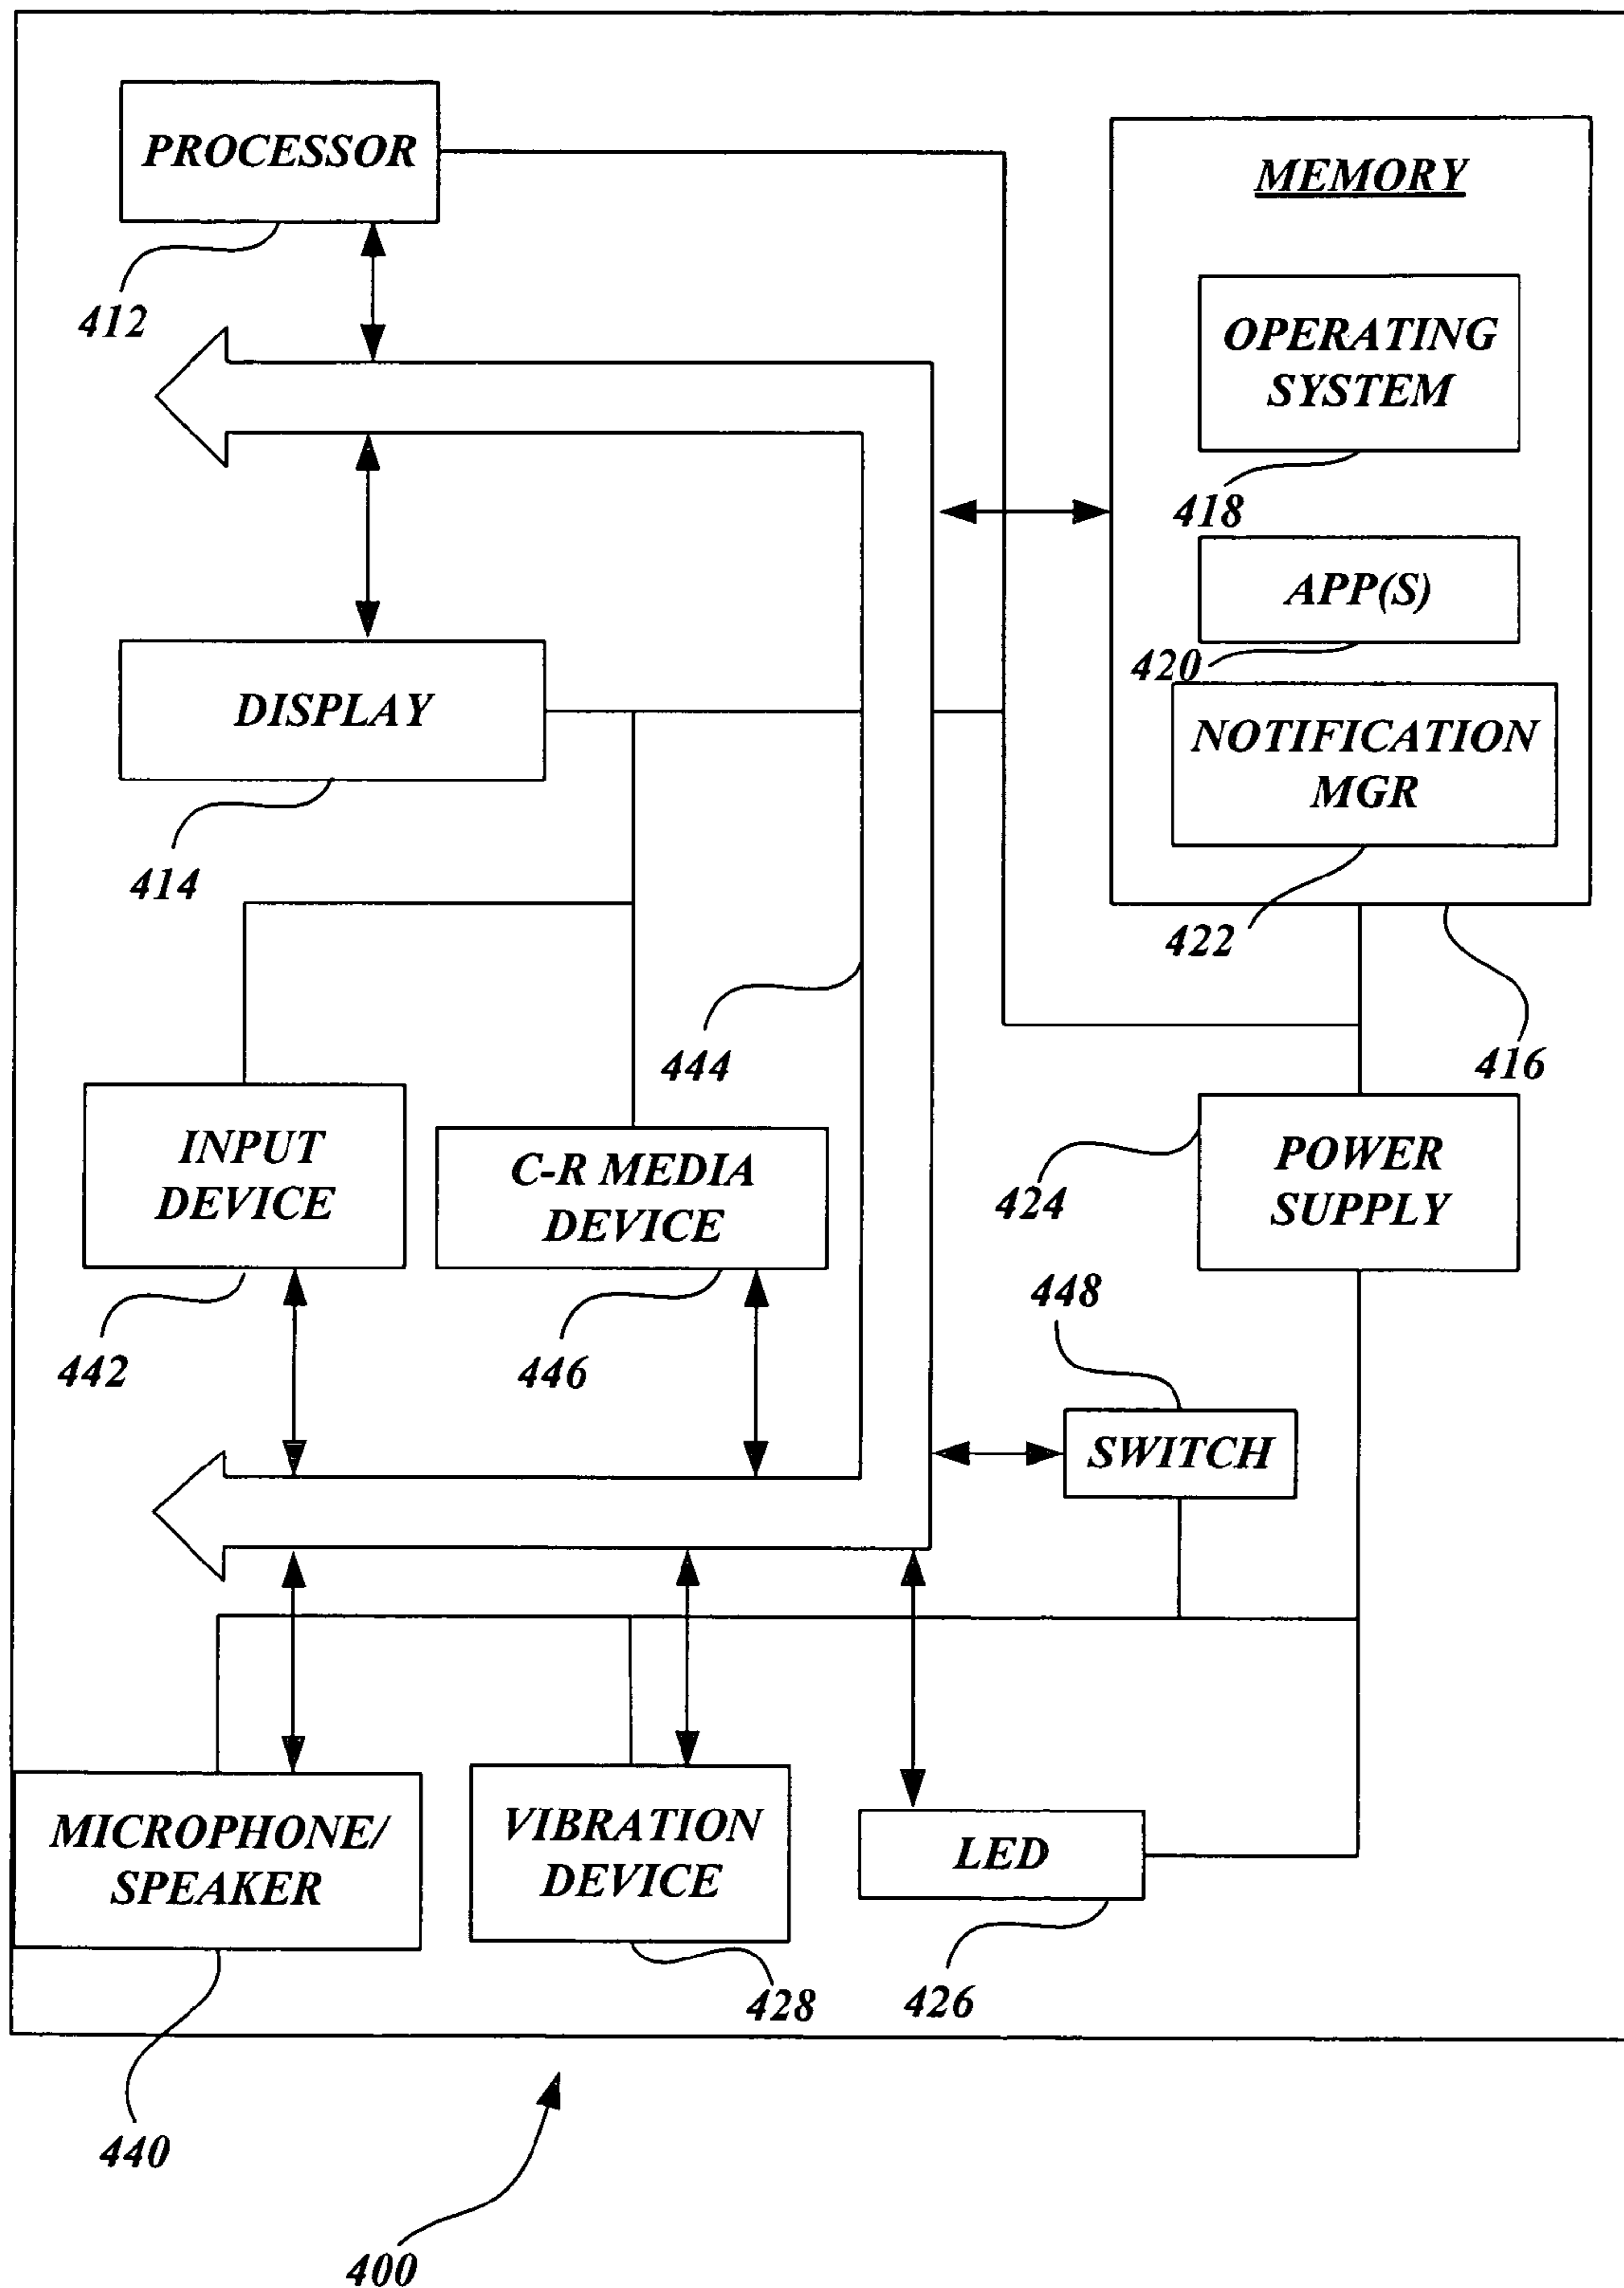 PROCESSOR
412
MEMORY
OPERATING
SYSTEM
418
APP(S)
420
NOTIFICATION
MGR
422
416
DISPLAY
414
444
INPUT
DEVICE
442
C-R MEDIA
DEVICE
446
424
POWER
SUPPLY
448
SWITCH
MICROPHONE/
SPEAKER
440
VIBRATION
DEVICE
428
LED
426
400